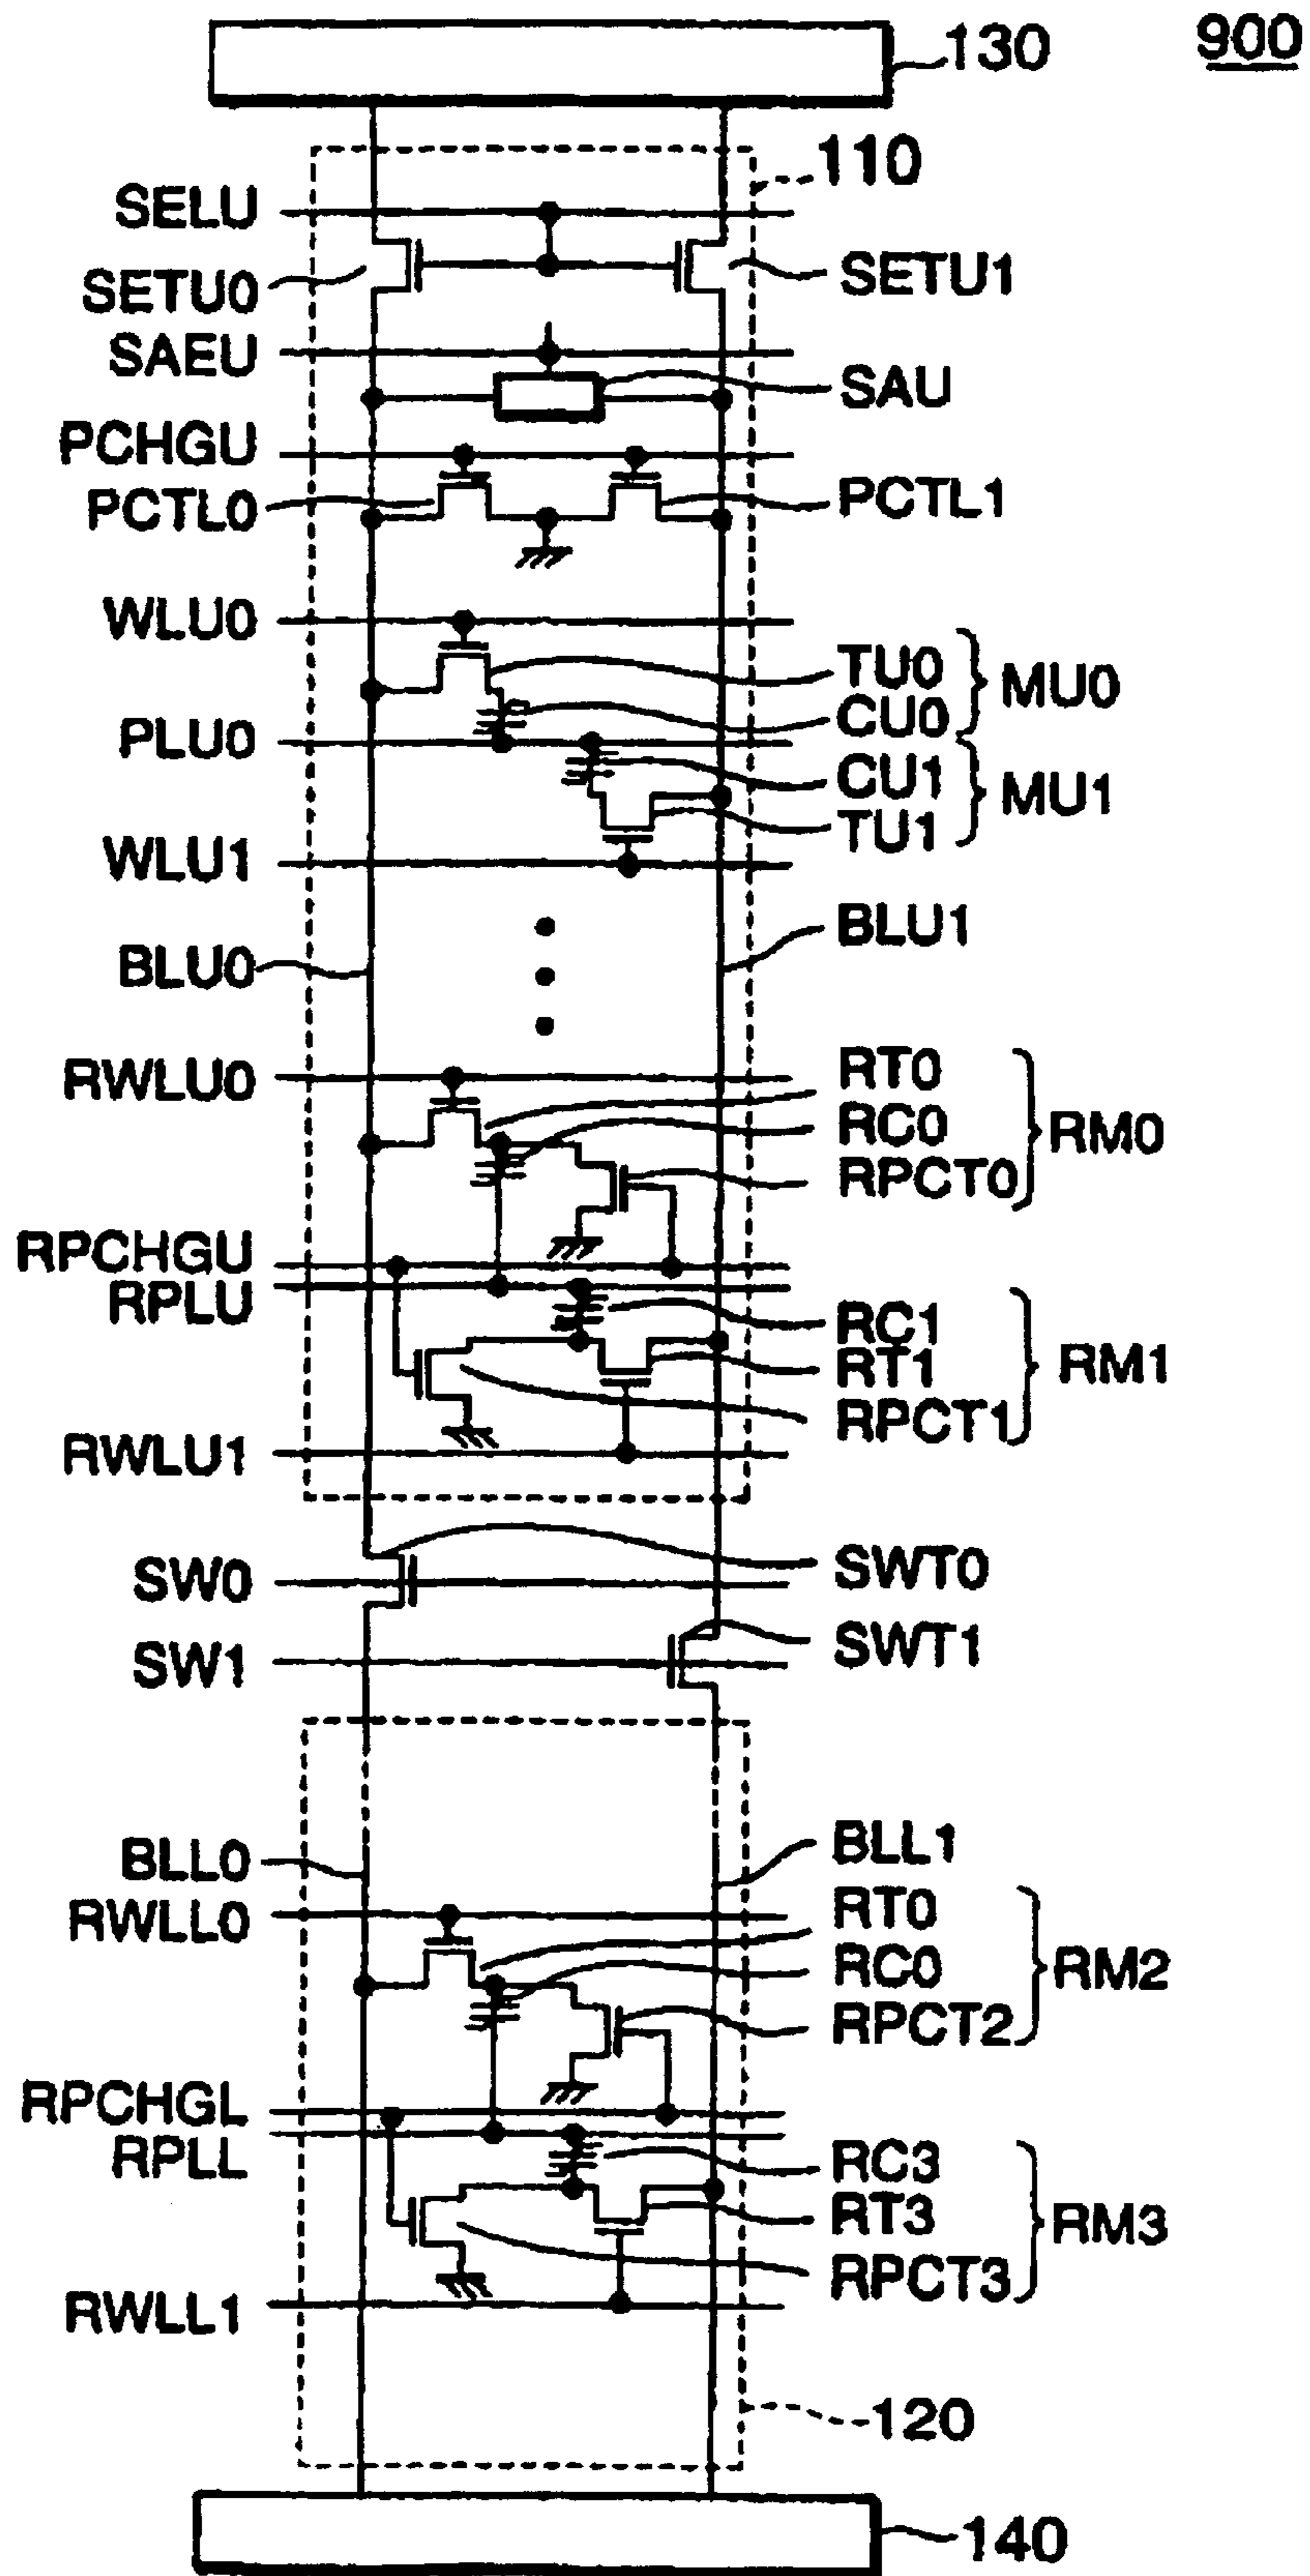 130
900
110
SELU
SETU0
SETU1
SAEU
SAU
PCHGU
PCTL0
PCTL1
WLU0
TU0
CU0
MU0
PLU0
CU1
TU1
MU1
WLU1
BLU1
BLU0
RWLU0
RT0
RC0
RPCT0
RM0
RPCHGU
RPLU
RC1
RT1
RPCT1
RM1
RWLU1
SW0
SWT0
SW1
SWT1
BLL0
BLL1
RWLL0
RT0
RC0
RPCT2
RM2
RPCHGL
RPLL
RC3
RT3
RPCT3
RM3
RWLL1
120
140